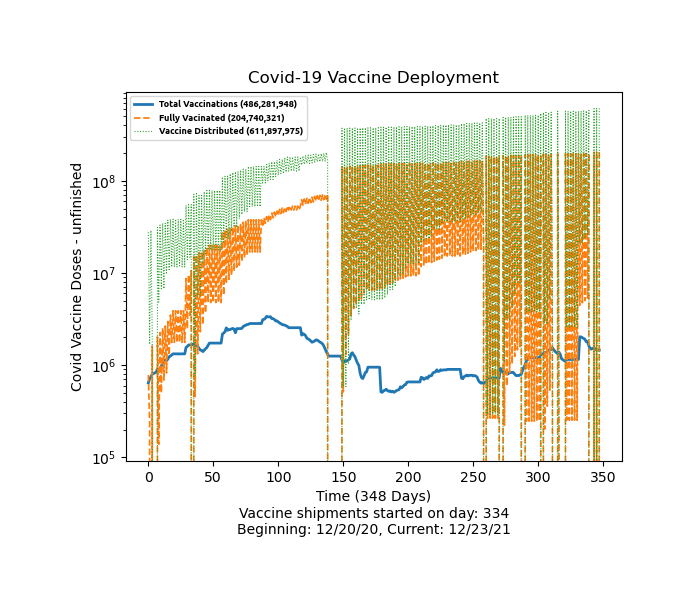 Covid-19 Vaccine Deployment
Total Vaccinations (486,281,948)
Fully Vacinated (204,740,321)
Vaccine Distributed (611,897,975)
Covid Vaccine Doses - unfinished
10^8
10^7
10^6
10^5
0 50 100 150 200 250 300 350
Time (348 Days)
Vaccine shipments started on day: 334
Beginning: 12/20/20, Current: 12/23/21